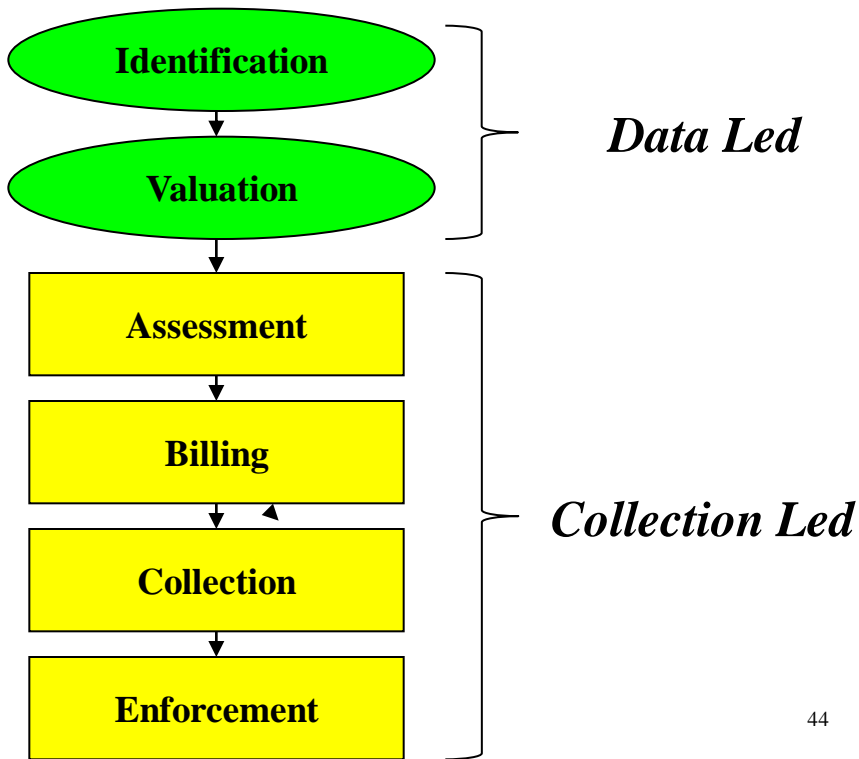 Identification
Data Led
Valuation
Assessment
Billing
Collection Led
Collection
Enforcement
44